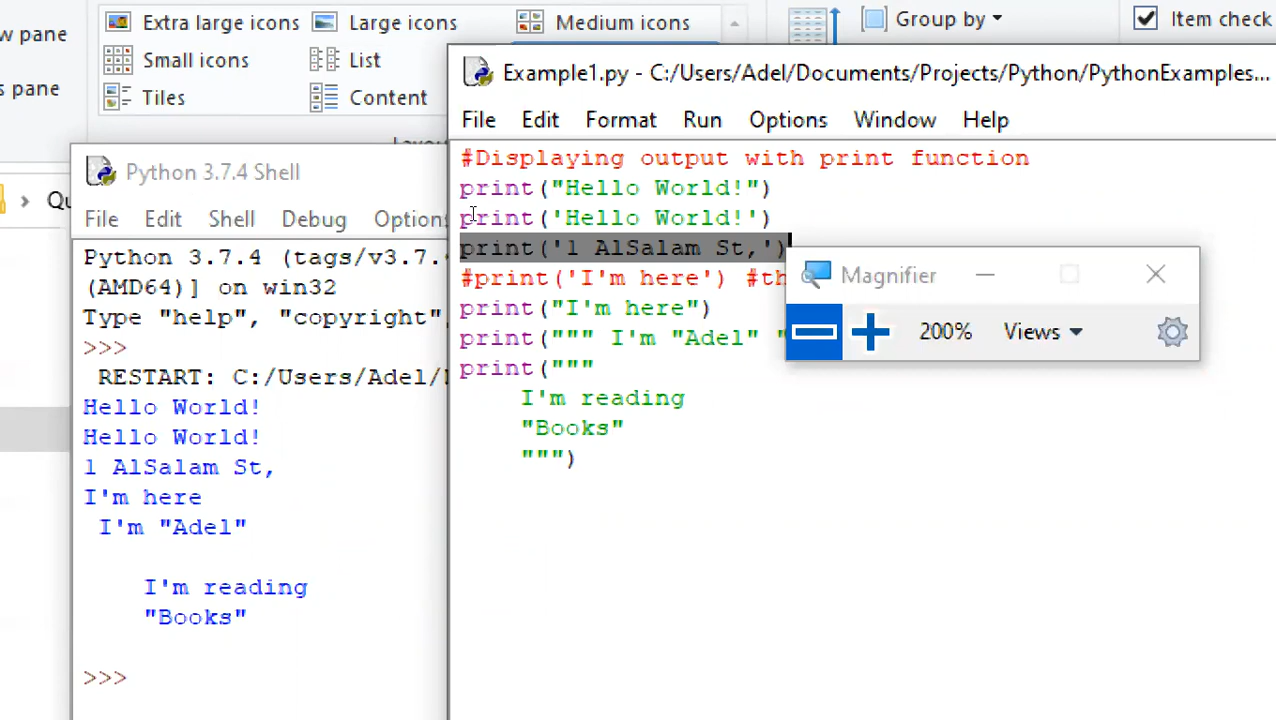 w pane
s pane
Extra large icons
Large icons
Medium icons
Small icons
List
Tiles
Content
Group by
Item check
Example1.py - C:/Users/Adel/Documents/Projects/Python/PythonExamples...
File Edit Format Run Options Window Help
#Displaying output with print function
print("Hello World!")
print('Hello World!')
print('1 AlSalam St,')
#print('I'm here') #th
print("I'm here")
print(""" I'm "Adel" "
print("""
I'm reading
"Books"
""")
Magnifier
200% Views
Python 3.7.4 Shell
File Edit Shell Debug Options
Python 3.7.4 (tags/v3.7.
(AMD64)] on win32
Type "help", "copyright",
>>>
RESTART: C:/Users/Adel/
Hello World!
Hello World!
1 AlSalam St,
I'm here
I'm "Adel"
I'm reading
"Books"
>>>